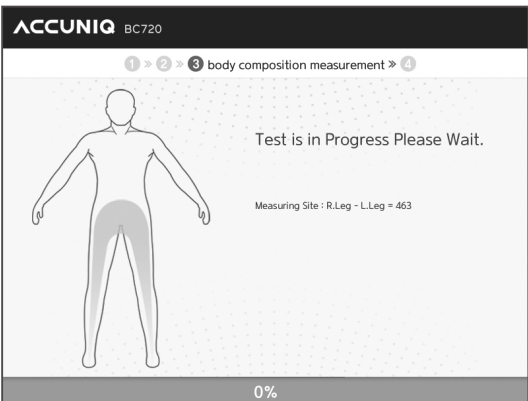 ACCUNIQ BC720
1 » 2 » 3 body composition measurement » 4
Test is in Progress Please Wait.
Measuring Site : R.Leg - L.Leg = 463
0%